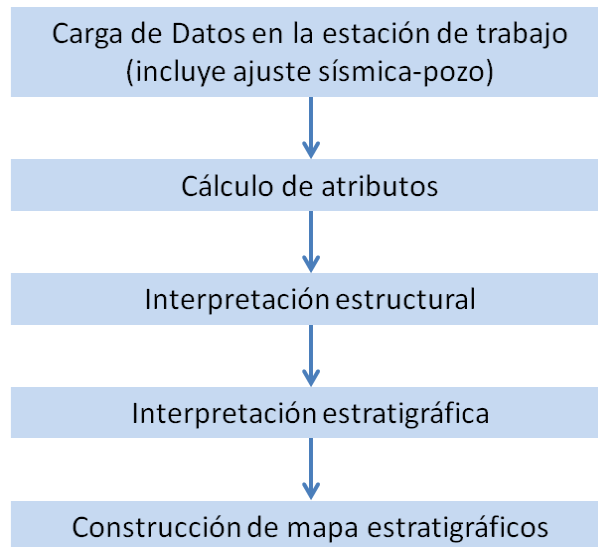 Carga de Datos en la estación de trabajo
(incluye ajuste sísmica-pozo)
Cálculo de atributos
Interpretación estructural
Interpretación estratigráfica
Construcción de mapa estratigráficos